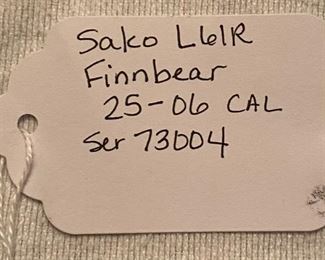 Sako L61R
Finnbear
25-06 CAL
Ser 73004